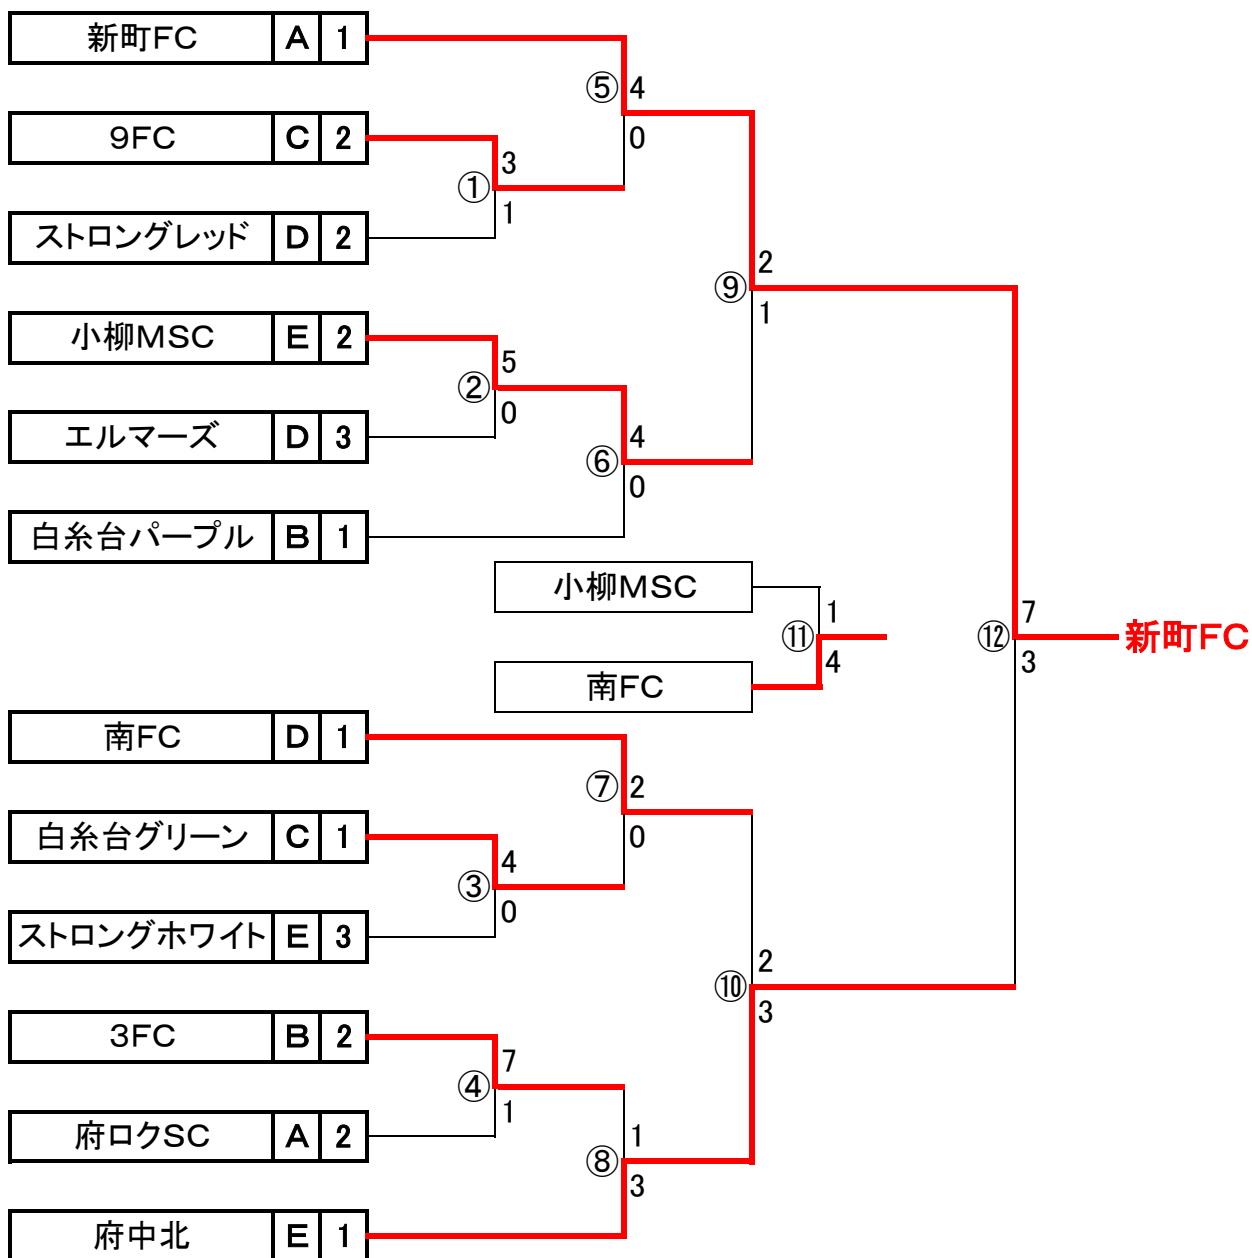 新町FC A 1
⑤ 4
0
9FC C 2
3
①
1
ストロングレッド D 2
2
⑨
1
小柳MSC E 2
5
②
0
エルマーズ D 3
4
⑥
0
白糸台パープル B 1
小柳MSC
1
⑪
4
南FC
7
⑫
3
新町FC
南FC D 1
⑦ 2
0
白糸台グリーン C 1
4
③
0
ストロングホワイト E 3
2
⑩
3
3FC B 2
7
④
1
府ロクSC A 2
1
⑧
3
府中北 E 1